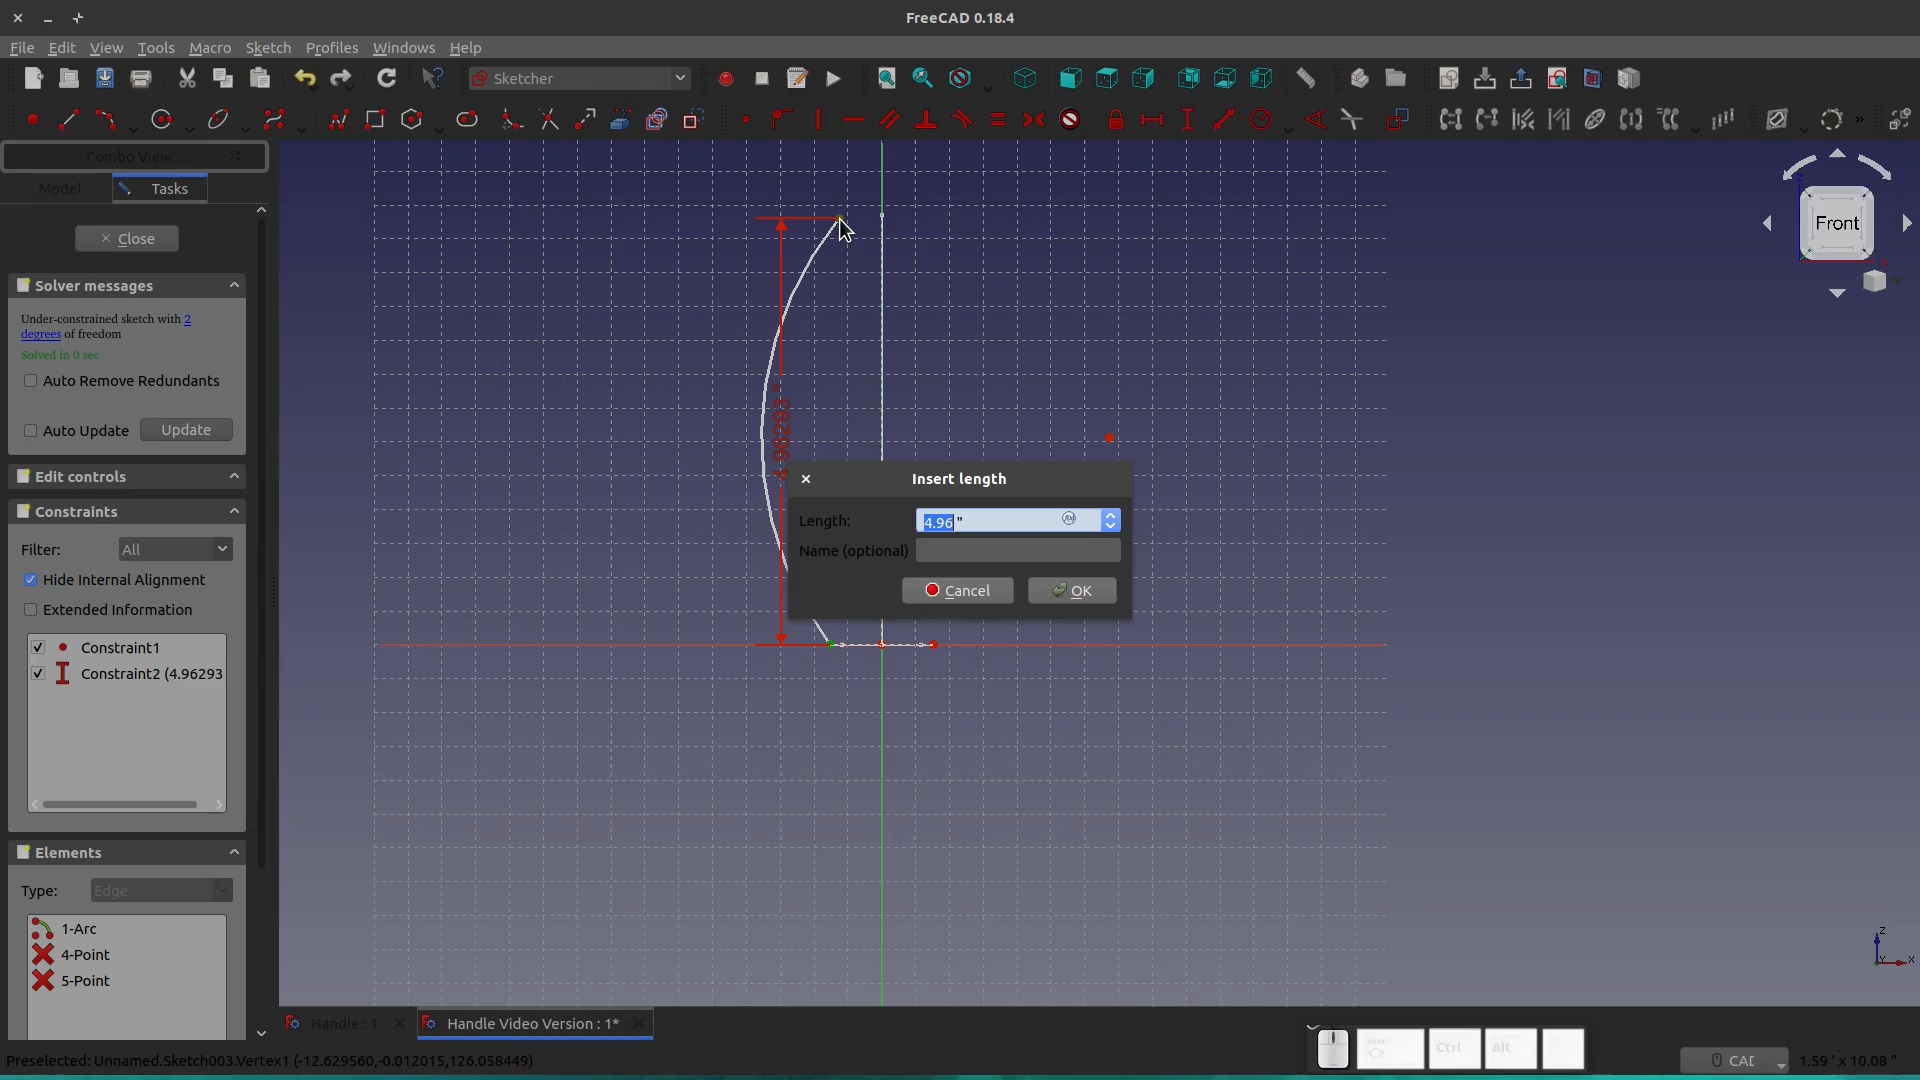 FreeCAD 0.18.4
File Edit View Tools Macro Sketch Profiles Windows Help
Sketcher
Combo View...
Model Tasks
Close
Solver messages
Under-constrained sketch with 2
degrees of freedom
Solved in 0 sec
Auto Remove Redundants
Auto Update Update
Edit controls
Constraints
Filter: All
Hide Internal Alignment
Extended Information
Constraint1
Constraint2 (4.96293
Elements
Type: Edge
1-Arc
4-Point
5-Point
4.96293 "
Insert length
Length: 4.96 "
Name (optional)
Cancel OK
Front
Z
Y X
Handle : 1 Handle Video Version : 1*
Preselected: Unnamed.Sketch003.Vertex1 (-12.629560,-0.012015,126.058449)
Shift Ctrl Alt
CAD
1.59 ' x 10.08 "